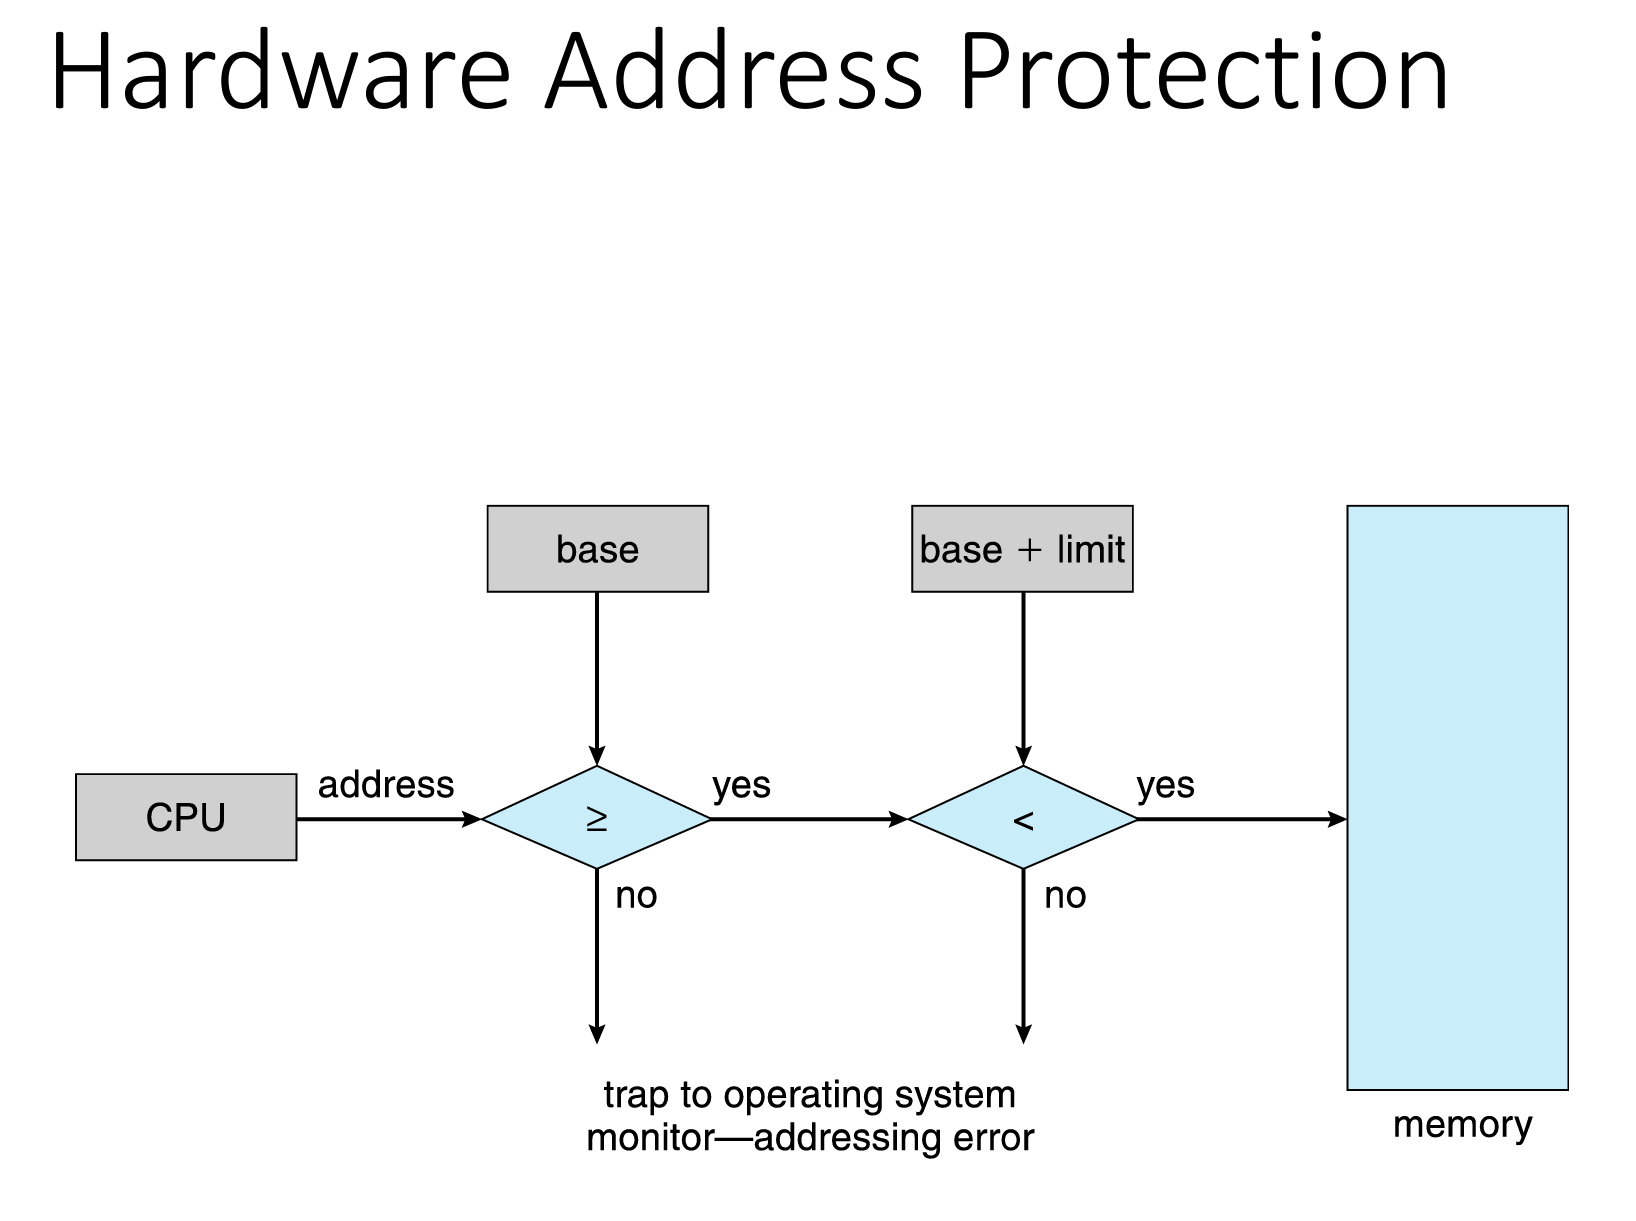 Hardware Address Protection
base
base + limit
CPU
address
≥
yes
<
yes
no
no
trap to operating system
monitor—addressing error
memory